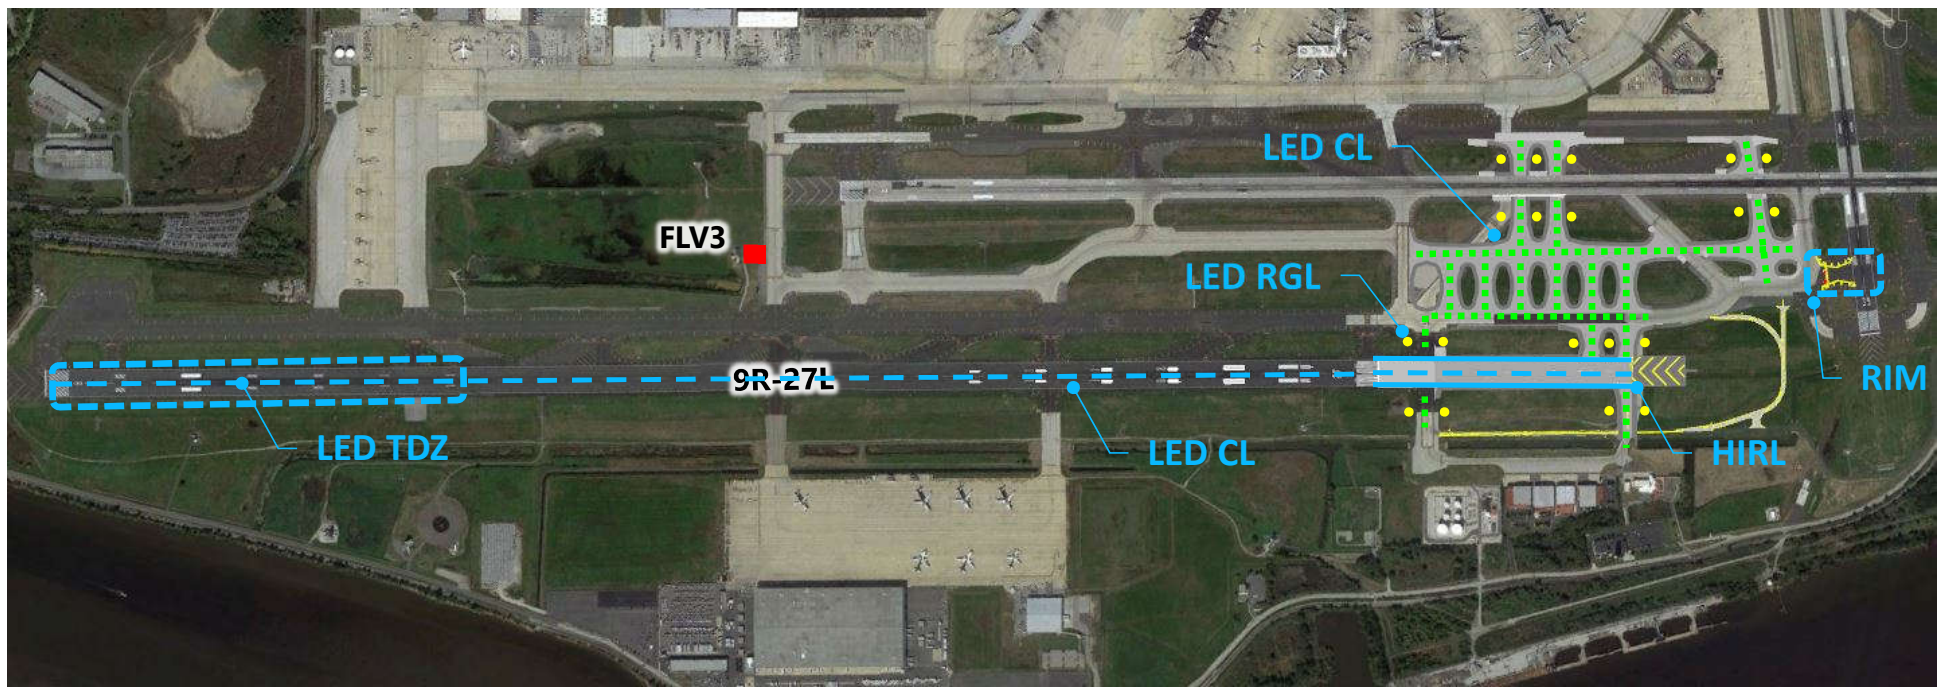 LED CL
FLV3
LED RGL
RIM
9R-27L
LED TDZ
LED CL
HIRL